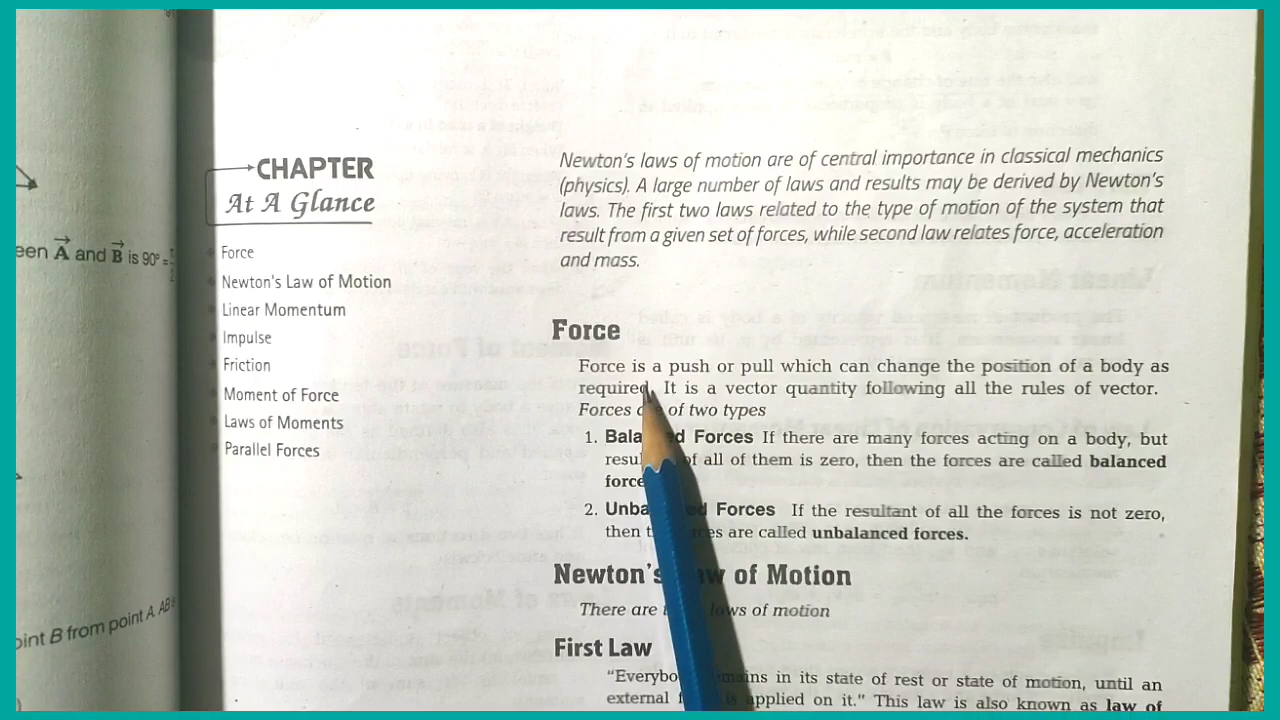 een A and B is 90° =
oint B from point A. AB
CHAPTER
At A Glance
Force
Newton's Law of Motion
Linear Momentum
Impulse
Friction
Moment of Force
Laws of Moments
Parallel Forces
Newton's laws of motion are of central importance in classical mechanics
(physics). A large number of laws and results may be derived by Newton's
laws. The first two laws related to the type of motion of the system that
result from a given set of forces, while second law relates force, acceleration
and mass.
Force
Force is a push or pull which can change the position of a body as
required. It is a vector quantity following all the rules of vector.
Forces of two types
1. Forces If there are many forces acting on a body, but
of all of them is zero, then the forces are called balanced
2. Forces If the resultant of all the forces is not zero,
then are called unbalanced forces.
Newton's Law of Motion
There are laws of motion
First Law
"Everybody remains in its state of rest or state of motion, until an
external is applied on it." This law is also known as law of